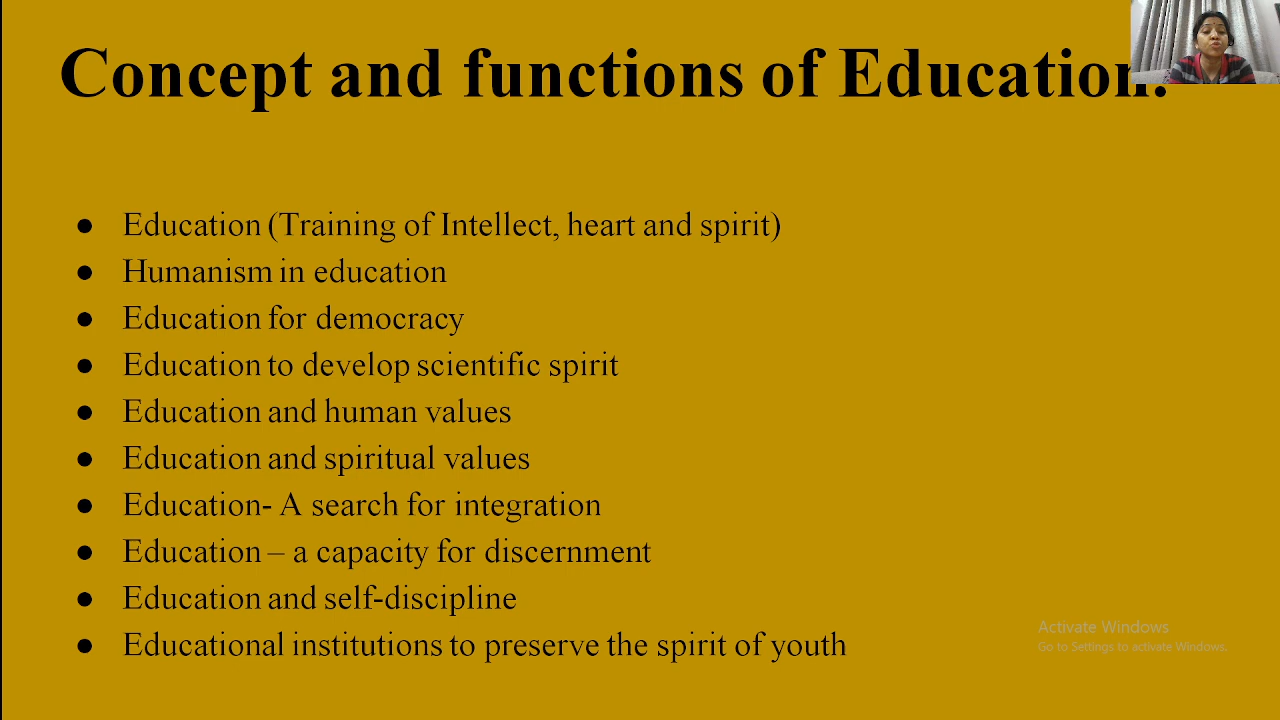 Concept and functions of Education.
● Education (Training of Intellect, heart and spirit)
● Humanism in education
● Education for democracy
● Education to develop scientific spirit
● Education and human values
● Education and spiritual values
● Education- A search for integration
● Education – a capacity for discernment
● Education and self-discipline
● Educational institutions to preserve the spirit of youth
Activate Windows
Go to Settings to activate Windows.